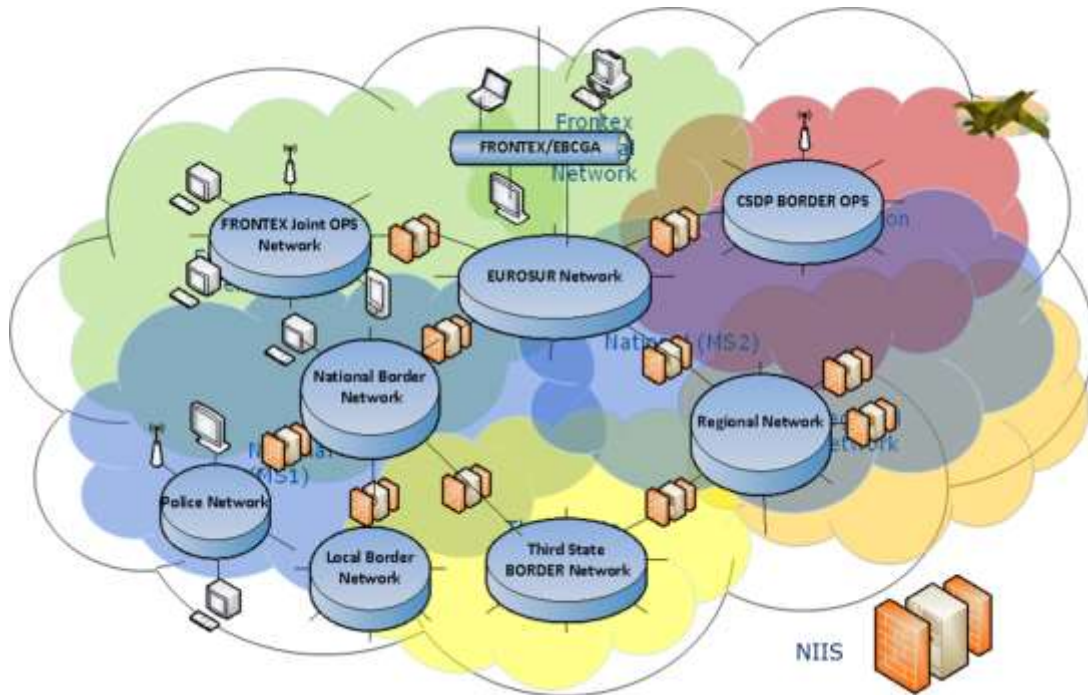 Frontex
FRONTEX/EBCGA
Network
CSDP BORDER OPS
FRONTEX Joint OPS
Network
EUROSUR Network
National (MS2)
National Border
Network
Regional Network
(MS1)
Police Network
Local Border
Network
Third State
BORDER Network
NIIS